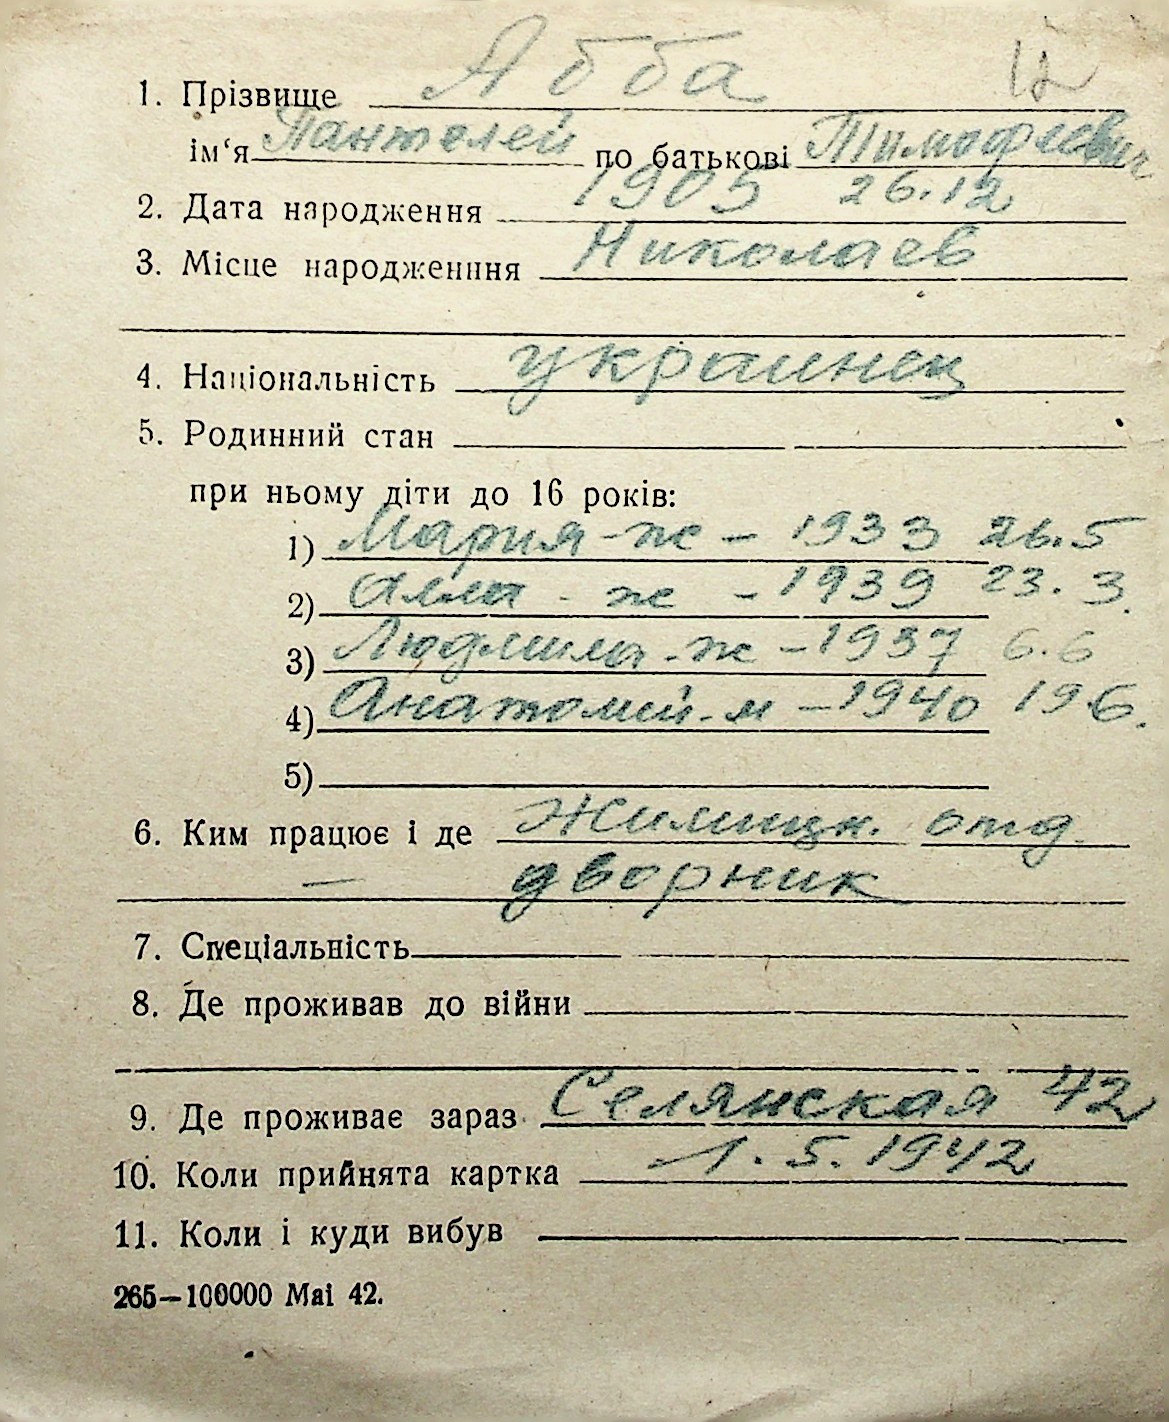 1. Прізвище Абба
ім‘я Пантелей по батькові Тимофеевич
2. Дата народження 1905 26.12
3. Місце народженння Николаев
4. Національність украинец
5. Родинний стан
при ньому діти до 16 років:
1) Мария - ж - 1933 26.5
2) Алла - ж - 1939 23.3.
3) Людмила - ж - 1937 6.6
4) Анатолий - м - 1940 19.6.
5)
6. Ким працює і де Жилищн. отд.
дворник
7. Спеціальність
8. Де проживав до війни
9. Де проживає зараз Селянская 42
10. Коли прийнята картка 1.5.1942
11. Коли і куди вибув
265—100000 Mai 42.